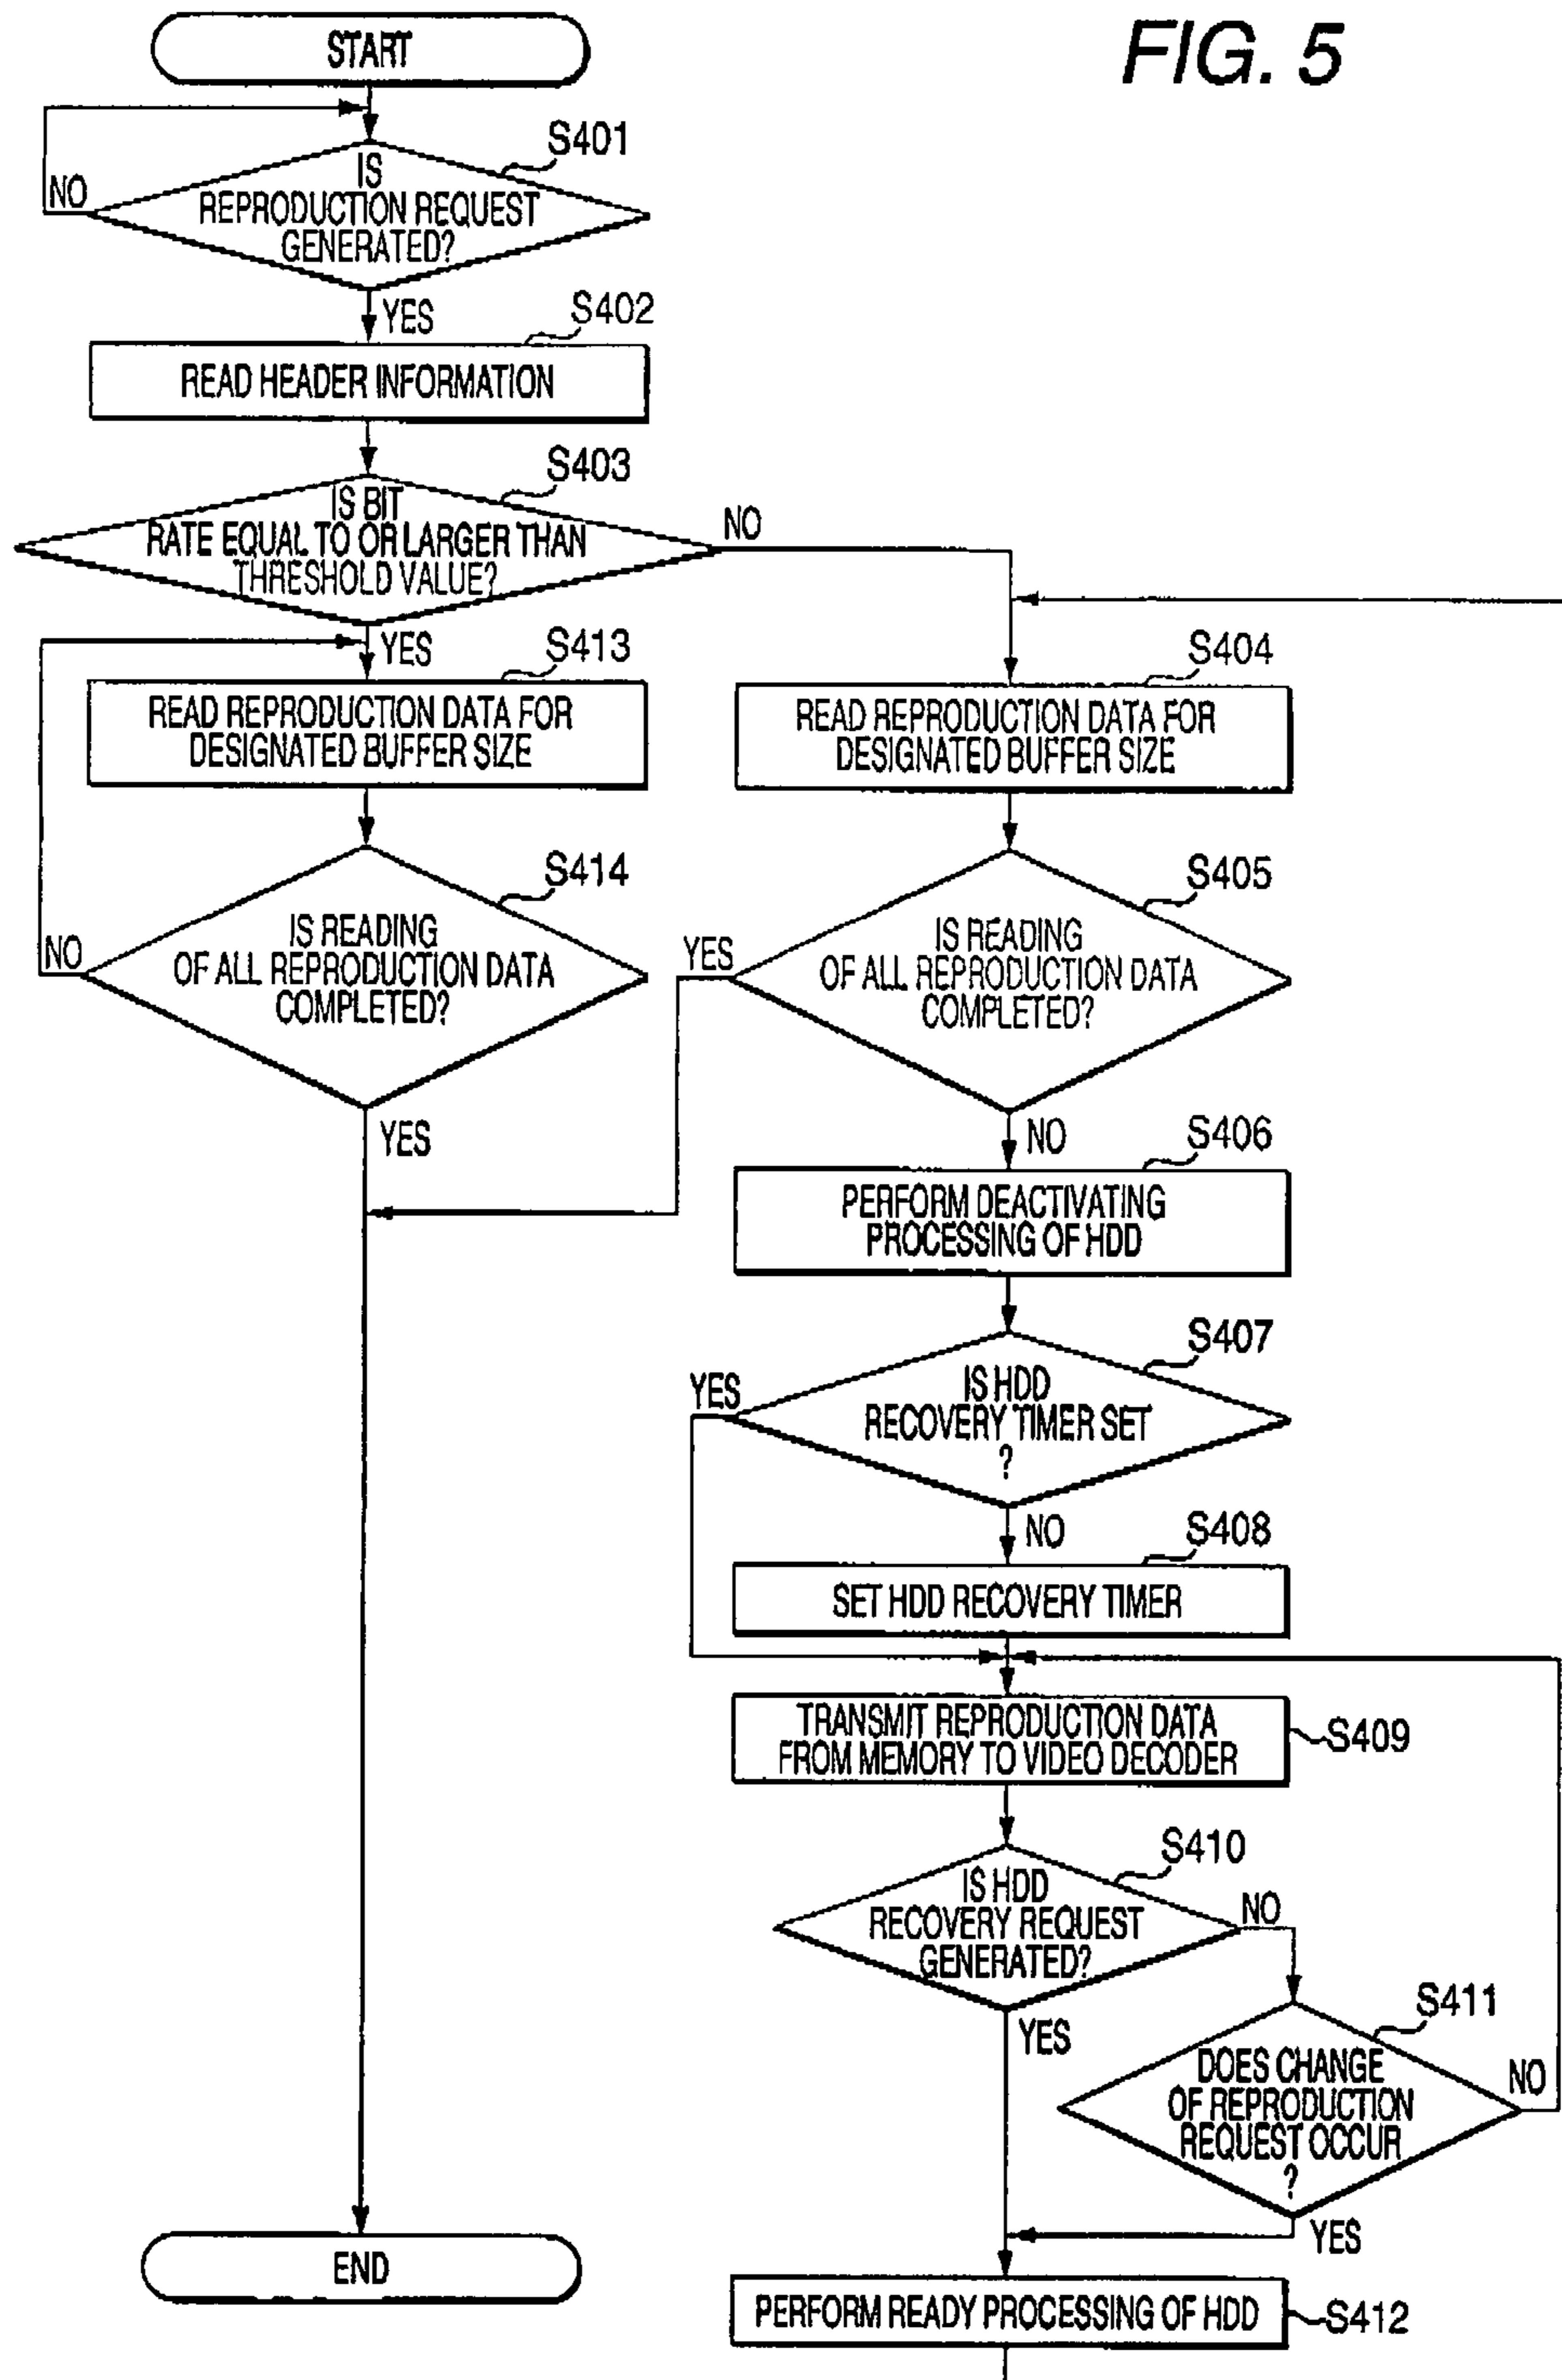 FIG. 5
START
S401
IS
REPRODUCTION REQUEST
GENERATED?
NO
YES
S402
READ HEADER INFORMATION
S403
IS BIT
RATE EQUAL TO OR LARGER THAN
THRESHOLD VALUE?
NO
YES
S413
READ REPRODUCTION DATA FOR
DESIGNATED BUFFER SIZE
S414
IS READING
OF ALL REPRODUCTION DATA
COMPLETED?
NO
YES
S404
READ REPRODUCTION DATA FOR
DESIGNATED BUFFER SIZE
S405
IS READING
OF ALL REPRODUCTION DATA
COMPLETED?
YES
NO
S406
PERFORM DEACTIVATING
PROCESSING OF HDD
S407
IS HDD
RECOVERY TIMER SET
?
YES
NO
S408
SET HDD RECOVERY TIMER
TRANSMIT REPRODUCTION DATA
FROM MEMORY TO VIDEO DECODER
S409
S410
IS HDD
RECOVERY REQUEST
GENERATED?
NO
YES
S411
DOES CHANGE
OF REPRODUCTION
REQUEST OCCUR
?
NO
YES
END
PERFORM READY PROCESSING OF HDD
S412